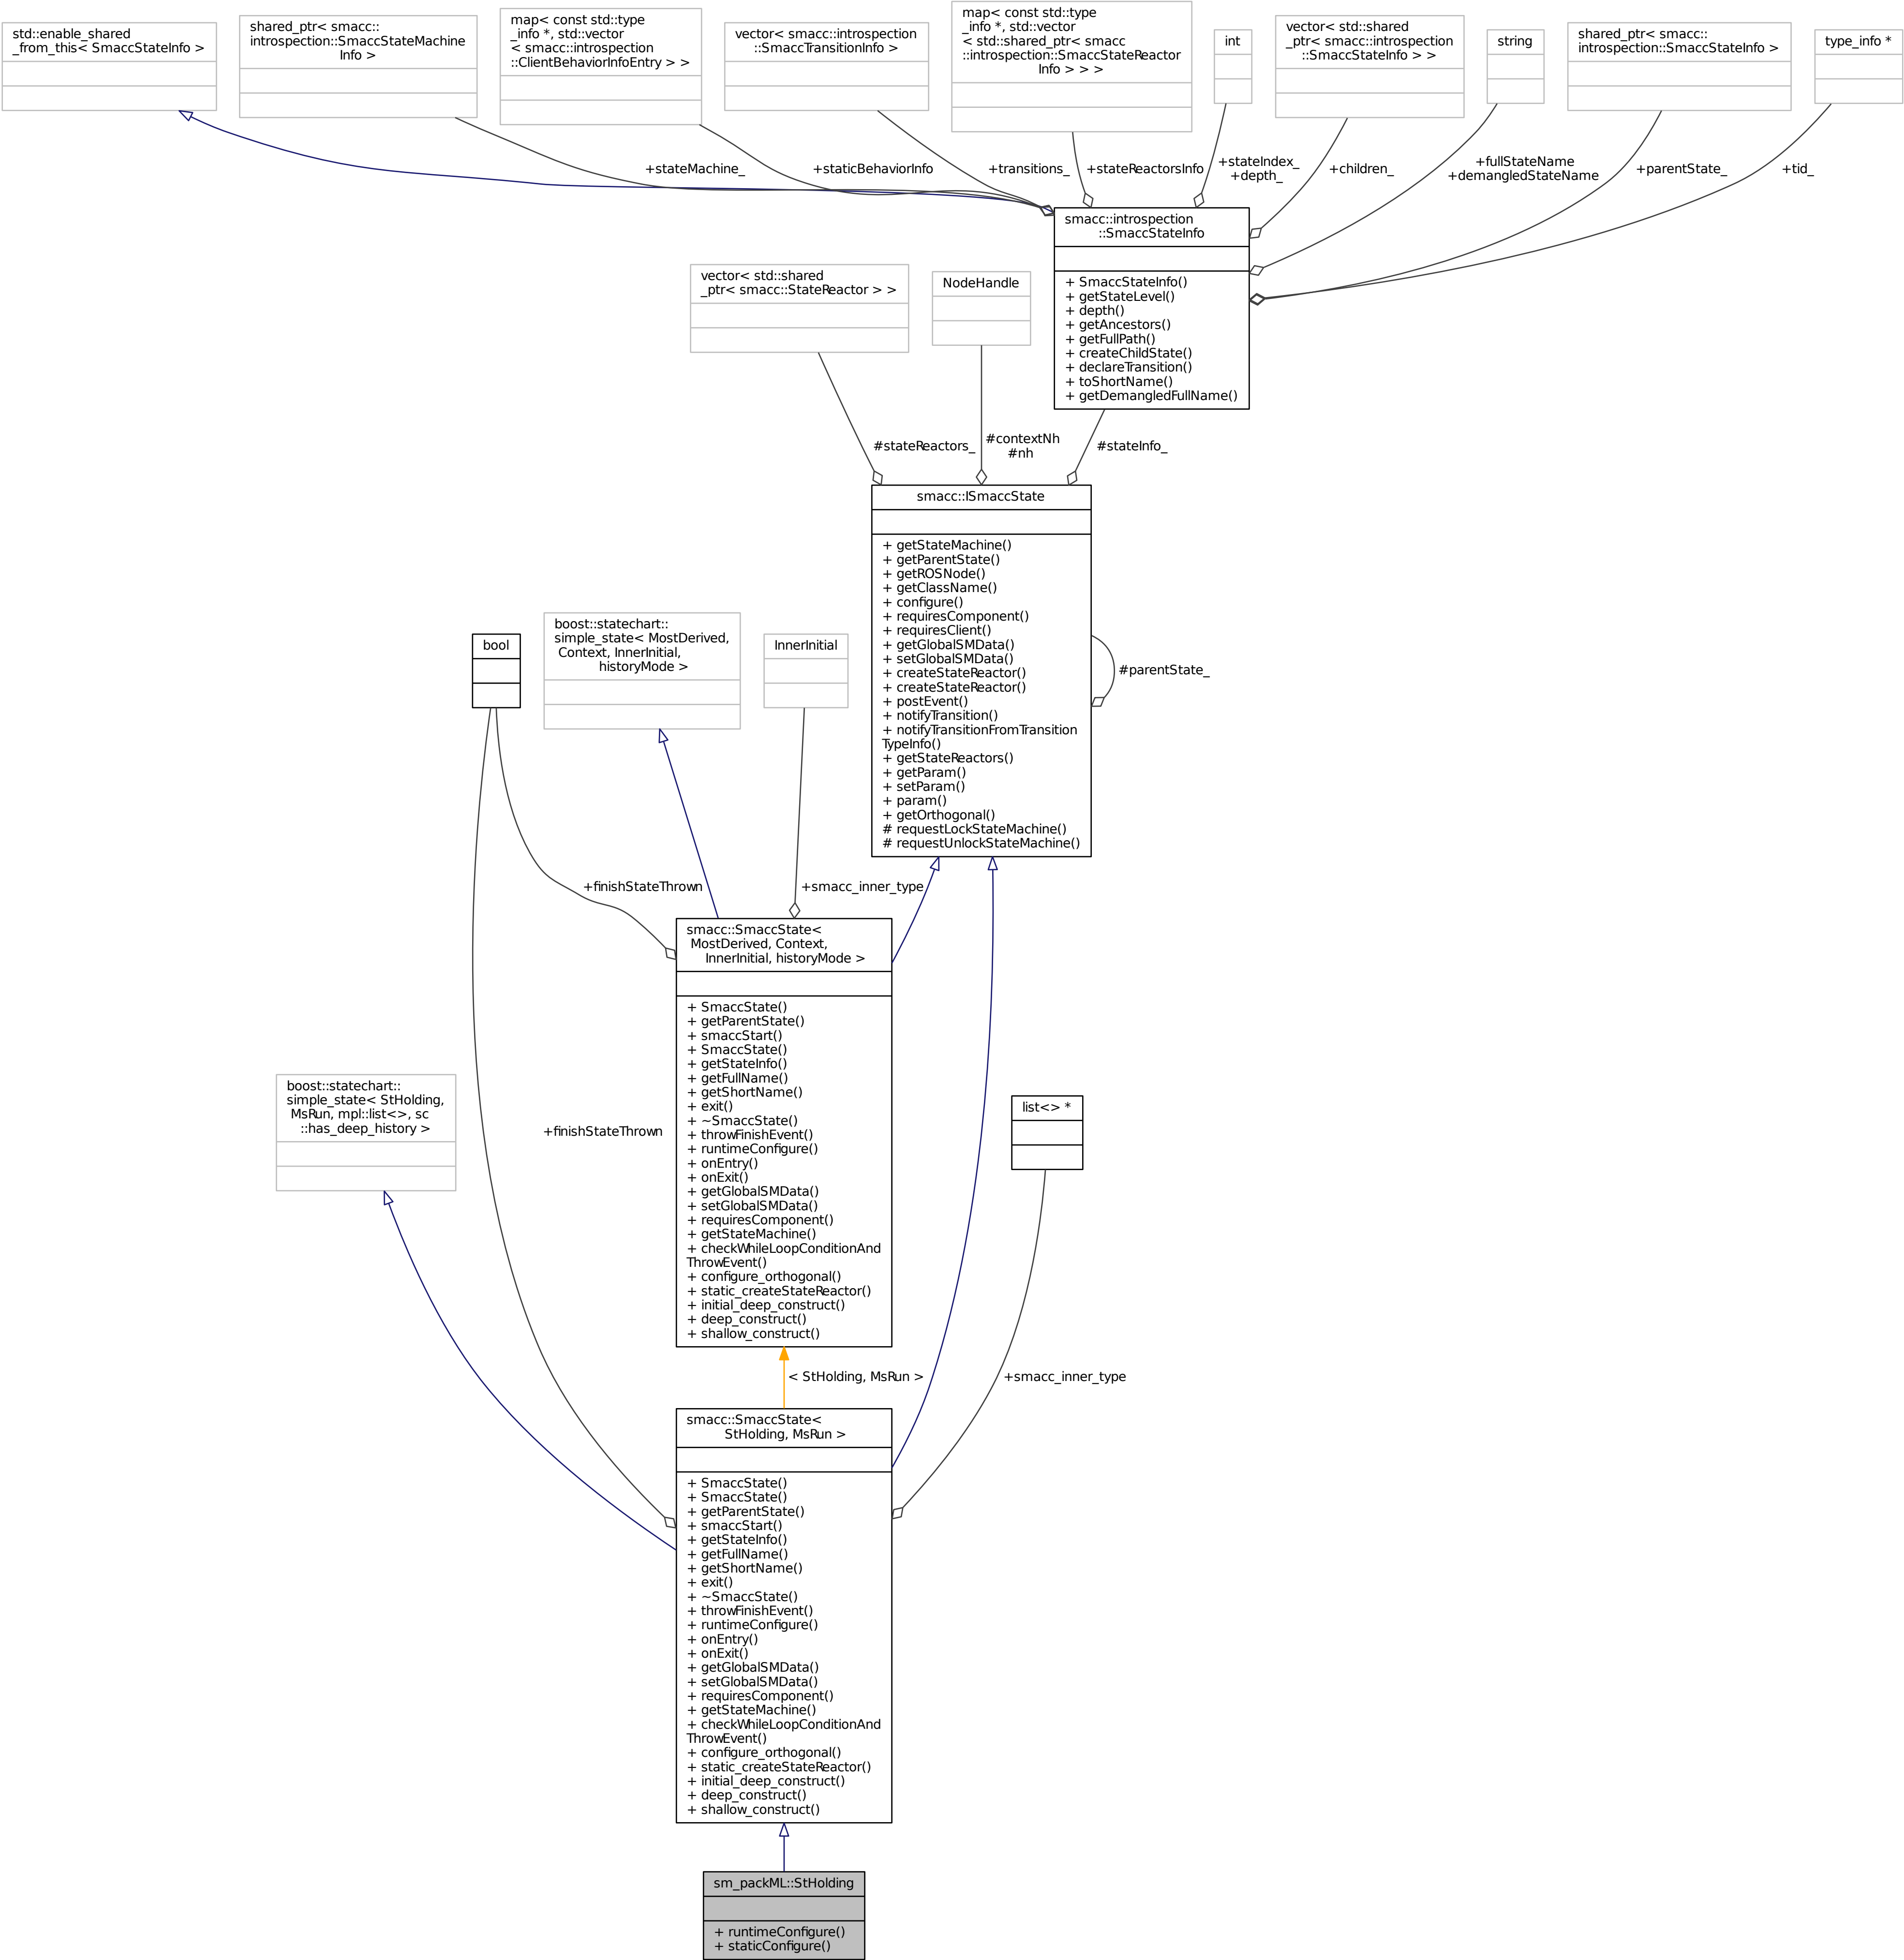 std::enable_shared
_from_this< SmaccStateInfo >
shared_ptr< smacc::
introspection::SmaccStateMachine
Info >
map< const std::type
_info *, std::vector
< smacc::introspection
::ClientBehaviorInfoEntry > >
vector< smacc::introspection
::SmaccTransitionInfo >
map< const std::type
_info *, std::vector
< std::shared_ptr< smacc
::introspection::SmaccStateReactor
Info > > >
int
vector< std::shared
_ptr< smacc::introspection
::SmaccStateInfo > >
string
shared_ptr< smacc::
introspection::SmaccStateInfo >
type_info *
+stateMachine_
+staticBehaviorInfo
+transitions_
+stateReactorsInfo
+stateIndex_
+depth_
+children_
+fullStateName
+demangledStateName
+parentState_
+tid_
smacc::introspection
::SmaccStateInfo
+ SmaccStateInfo()
+ getStateLevel()
+ depth()
+ getAncestors()
+ getFullPath()
+ createChildState()
+ declareTransition()
+ toShortName()
+ getDemangledFullName()
vector< std::shared
_ptr< smacc::StateReactor > >
NodeHandle
#stateReactors_
#contextNh
#nh
#stateInfo_
smacc::ISmaccState
+ getStateMachine()
+ getParentState()
+ getROSNode()
+ getClassName()
+ configure()
+ requiresComponent()
+ requiresClient()
+ getGlobalSMData()
+ setGlobalSMData()
+ createStateReactor()
+ createStateReactor()
+ postEvent()
+ notifyTransition()
+ notifyTransitionFromTransition
TypeInfo()
+ getStateReactors()
+ getParam()
+ setParam()
+ param()
+ getOrthogonal()
# requestLockStateMachine()
# requestUnlockStateMachine()
#parentState_
bool
boost::statechart::
simple_state< MostDerived,
Context, InnerInitial,
historyMode >
InnerInitial
+finishStateThrown
+smacc_inner_type
smacc::SmaccState<
MostDerived, Context,
InnerInitial, historyMode >
+ SmaccState()
+ getParentState()
+ smaccStart()
+ SmaccState()
+ getStateInfo()
+ getFullName()
+ getShortName()
+ exit()
+ ~SmaccState()
+ throwFinishEvent()
+ runtimeConfigure()
+ onEntry()
+ onExit()
+ getGlobalSMData()
+ setGlobalSMData()
+ requiresComponent()
+ getStateMachine()
+ checkWhileLoopConditionAnd
ThrowEvent()
+ configure_orthogonal()
+ static_createStateReactor()
+ initial_deep_construct()
+ deep_construct()
+ shallow_construct()
boost::statechart::
simple_state< StHolding,
MsRun, mpl::list<>, sc
::has_deep_history >
+finishStateThrown
list<> *
< StHolding, MsRun >
+smacc_inner_type
smacc::SmaccState<
StHolding, MsRun >
+ SmaccState()
+ SmaccState()
+ getParentState()
+ smaccStart()
+ getStateInfo()
+ getFullName()
+ getShortName()
+ exit()
+ ~SmaccState()
+ throwFinishEvent()
+ runtimeConfigure()
+ onEntry()
+ onExit()
+ getGlobalSMData()
+ setGlobalSMData()
+ requiresComponent()
+ getStateMachine()
+ checkWhileLoopConditionAnd
ThrowEvent()
+ configure_orthogonal()
+ static_createStateReactor()
+ initial_deep_construct()
+ deep_construct()
+ shallow_construct()
sm_packML::StHolding
+ runtimeConfigure()
+ staticConfigure()